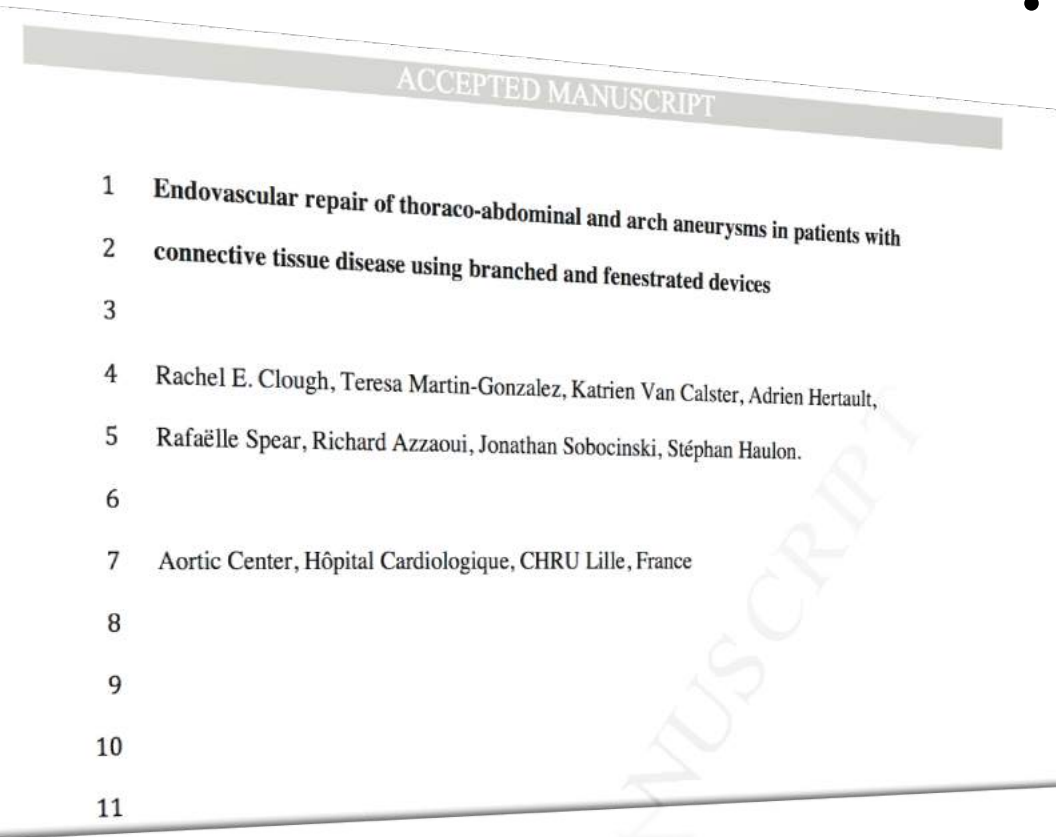 ACCEPTED MANUSCRIPT
1 Endovascular repair of thoraco-abdominal and arch aneurysms in patients with
2 connective tissue disease using branched and fenestrated devices
3
4 Rachel E. Clough, Teresa Martin-Gonzalez, Katrien Van Calster, Adrien Hertault,
5 Rafaëlle Spear, Richard Azzaoui, Jonathan Sobocinski, Stéphan Haulon.
6
7 Aortic Center, Hôpital Cardiologique, CHRU Lille, France
8
9
10
11
NUSCRIPT